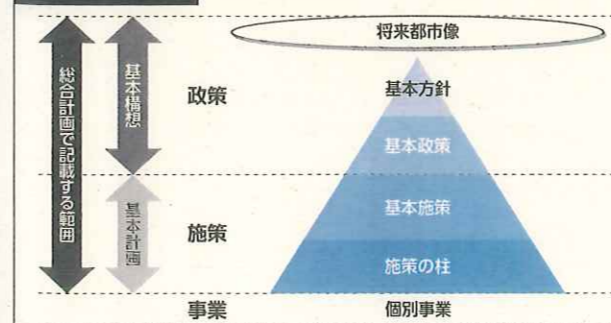 将来都市像
総合計画で記載する範囲
基本構想
政策
基本方針
基本政策
基本計画
施策
基本施策
施策の柱
事業
個別事業